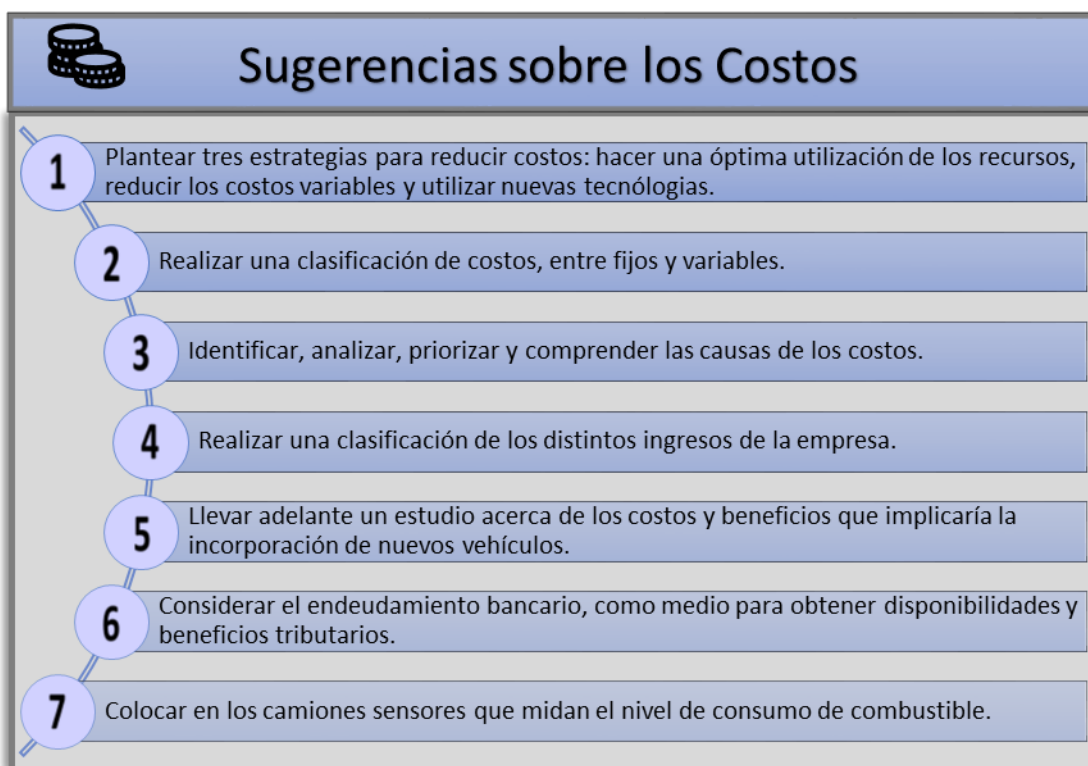 Sugerencias sobre los Costos
1
Plantear tres estrategias para reducir costos: hacer una óptima utilización de los recursos,
reducir los costos variables y utilizar nuevas tecnólogias.
2
Realizar una clasificación de costos, entre fijos y variables.
3
Identificar, analizar, priorizar y comprender las causas de los costos.
4
Realizar una clasificación de los distintos ingresos de la empresa.
5
Llevar adelante un estudio acerca de los costos y beneficios que implicaría la
incorporación de nuevos vehículos.
6
Considerar el endeudamiento bancario, como medio para obtener disponibilidades y
beneficios tributarios.
7
Colocar en los camiones sensores que midan el nivel de consumo de combustible.